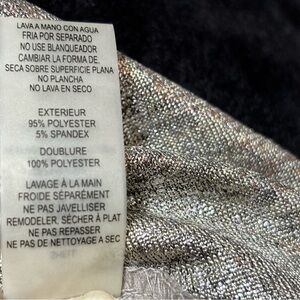 LAVA A MANO CON AGUA
FRIA POR SEPARADO
NO USE BLANQUEADOR
CAMBIAR LA FORMA DE.
SECA SOBRE SUPERFICIE PLANA
NO PLANCHA
NO LAVA EN SECO
EXTERIEUR
95% POLYESTER
5% SPANDEX
DOUBLURE
100% POLYESTER
LAVAGE À LA MAIN
FROIDE SÉPARÉMENT
NE PAS JAVELLISER
REMODELER, SÉCHER À PLAT
NE PAS REPASSER
NE PAS DE NETTOYAGE A SEC